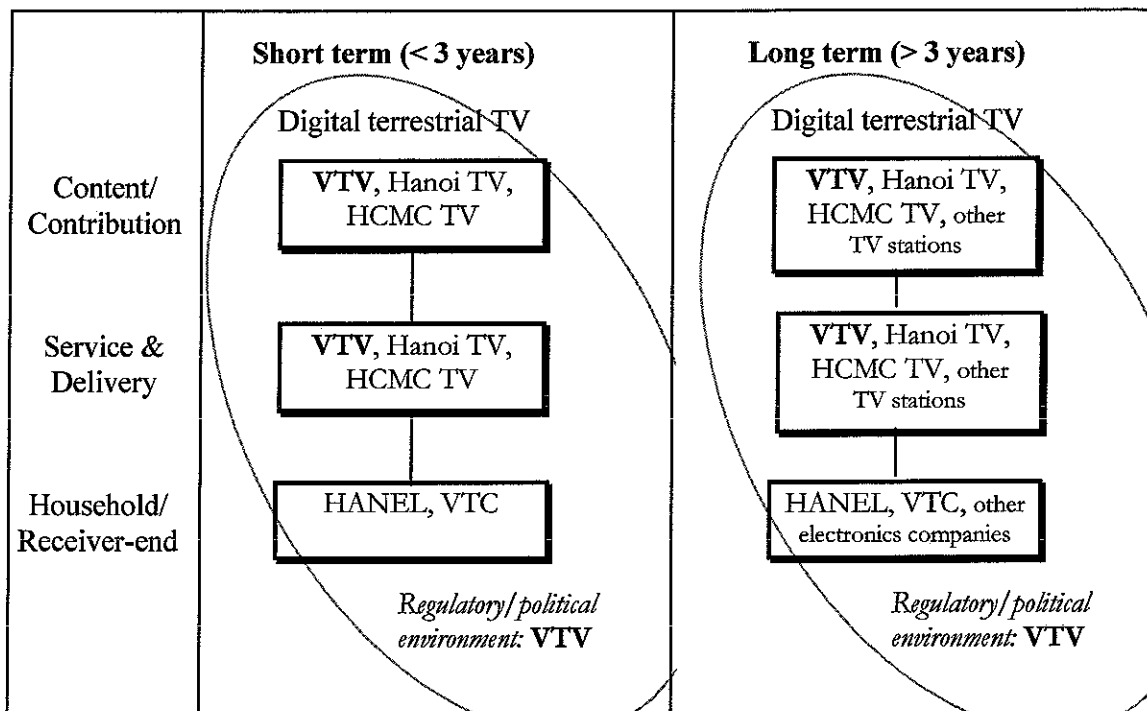 Short term (< 3 years)
Long term (> 3 years)
Digital terrestrial TV
Digital terrestrial TV
Content/
Contribution
VTV, Hanoi TV,
HCMC TV
VTV, Hanoi TV,
HCMC TV, other
TV stations
Service &
Delivery
VTV, Hanoi TV,
HCMC TV
VTV, Hanoi TV,
HCMC TV, other
TV stations
Household/
Receiver-end
HANEL, VTC
HANEL, VTC, other
electronics companies
Regulatory/political
environment: VTV
Regulatory/political
environment: VTV